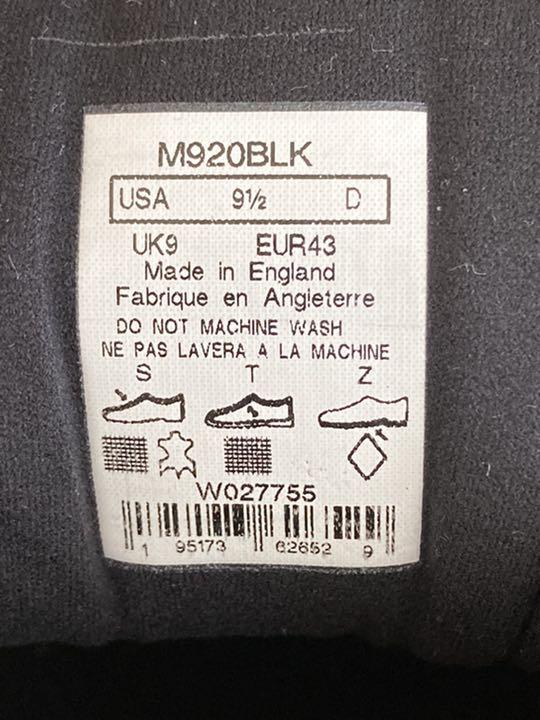 M920BLK
USA 9½ D
UK9 EUR43
Made in England
Fabrique en Angleterre
DO NOT MACHINE WASH
NE PAS LAVERA A LA MACHINE
S T Z
W027755
1 95173 62652 9